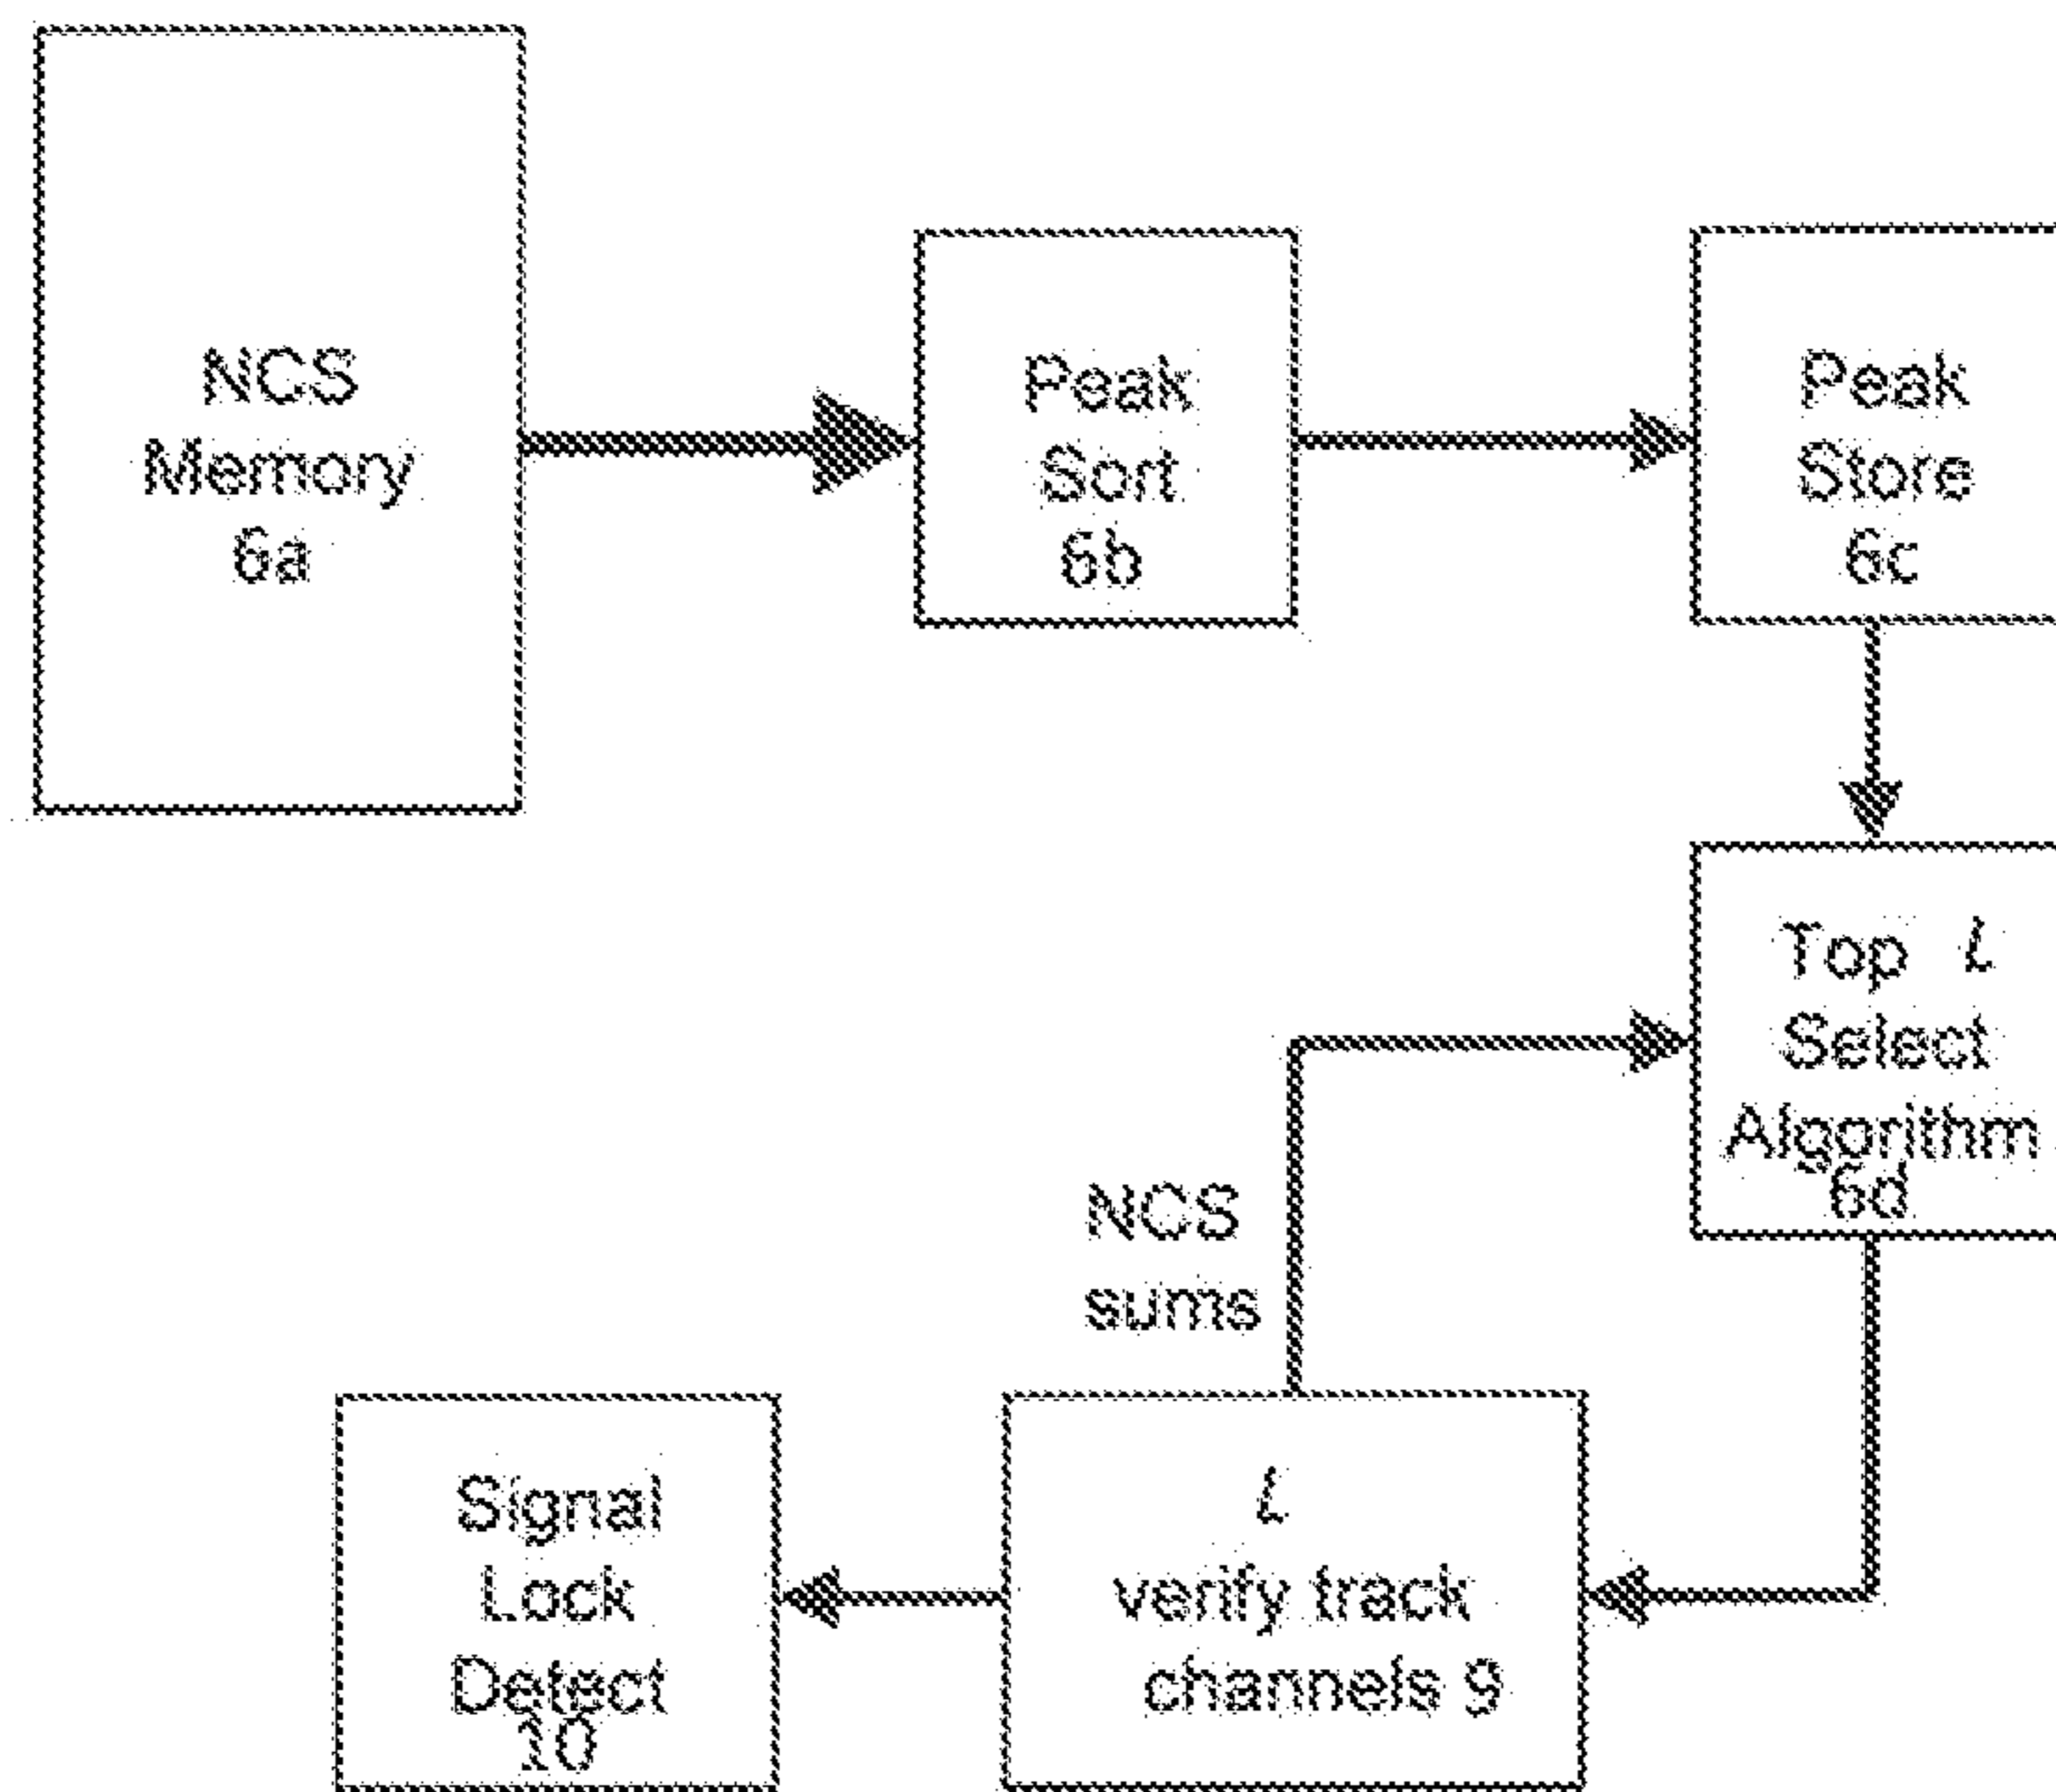 NCS
Memory
6a
Peak
Sort
6b
Peak
Store
6c
Top L
Select
Algorithm
6d
NCS
sums
L
verify track
channels 9
Signal
Lock
Detect
10